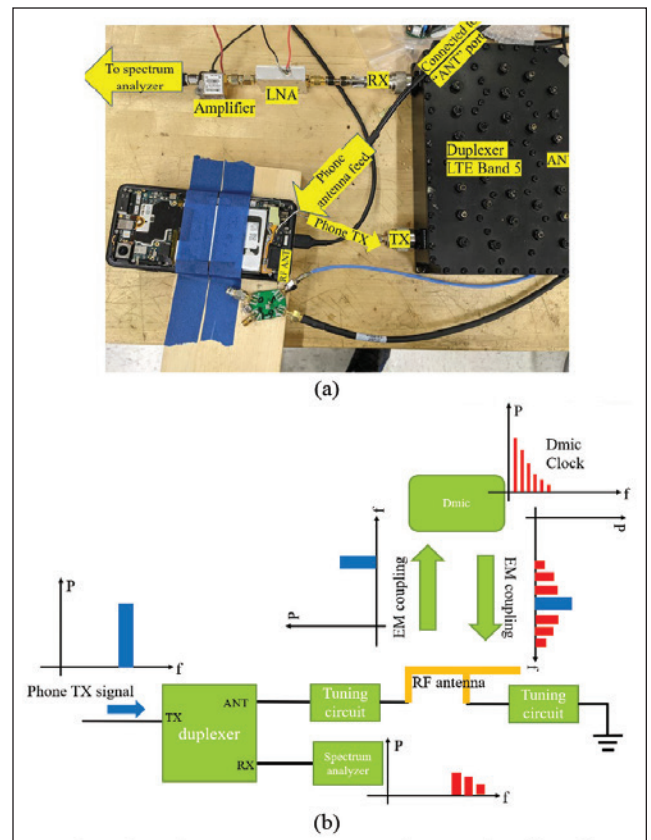 To spectrum
analyzer
Amplifier
LNA
RX
Connected to
"ANT" port
Duplexer
LTE Band 5
ANT
Phone
antenna feed
Phone TX
TX
RF ANT
(a)
P
Dmic
Clock
f
Dmic
f
P
EM coupling
EM coupling
P
f
P
f
Phone TX signal
TX
ANT
duplexer
RX
Tuning
circuit
RF antenna
Tuning
circuit
Spectrum
analyzer
P
f
(b)